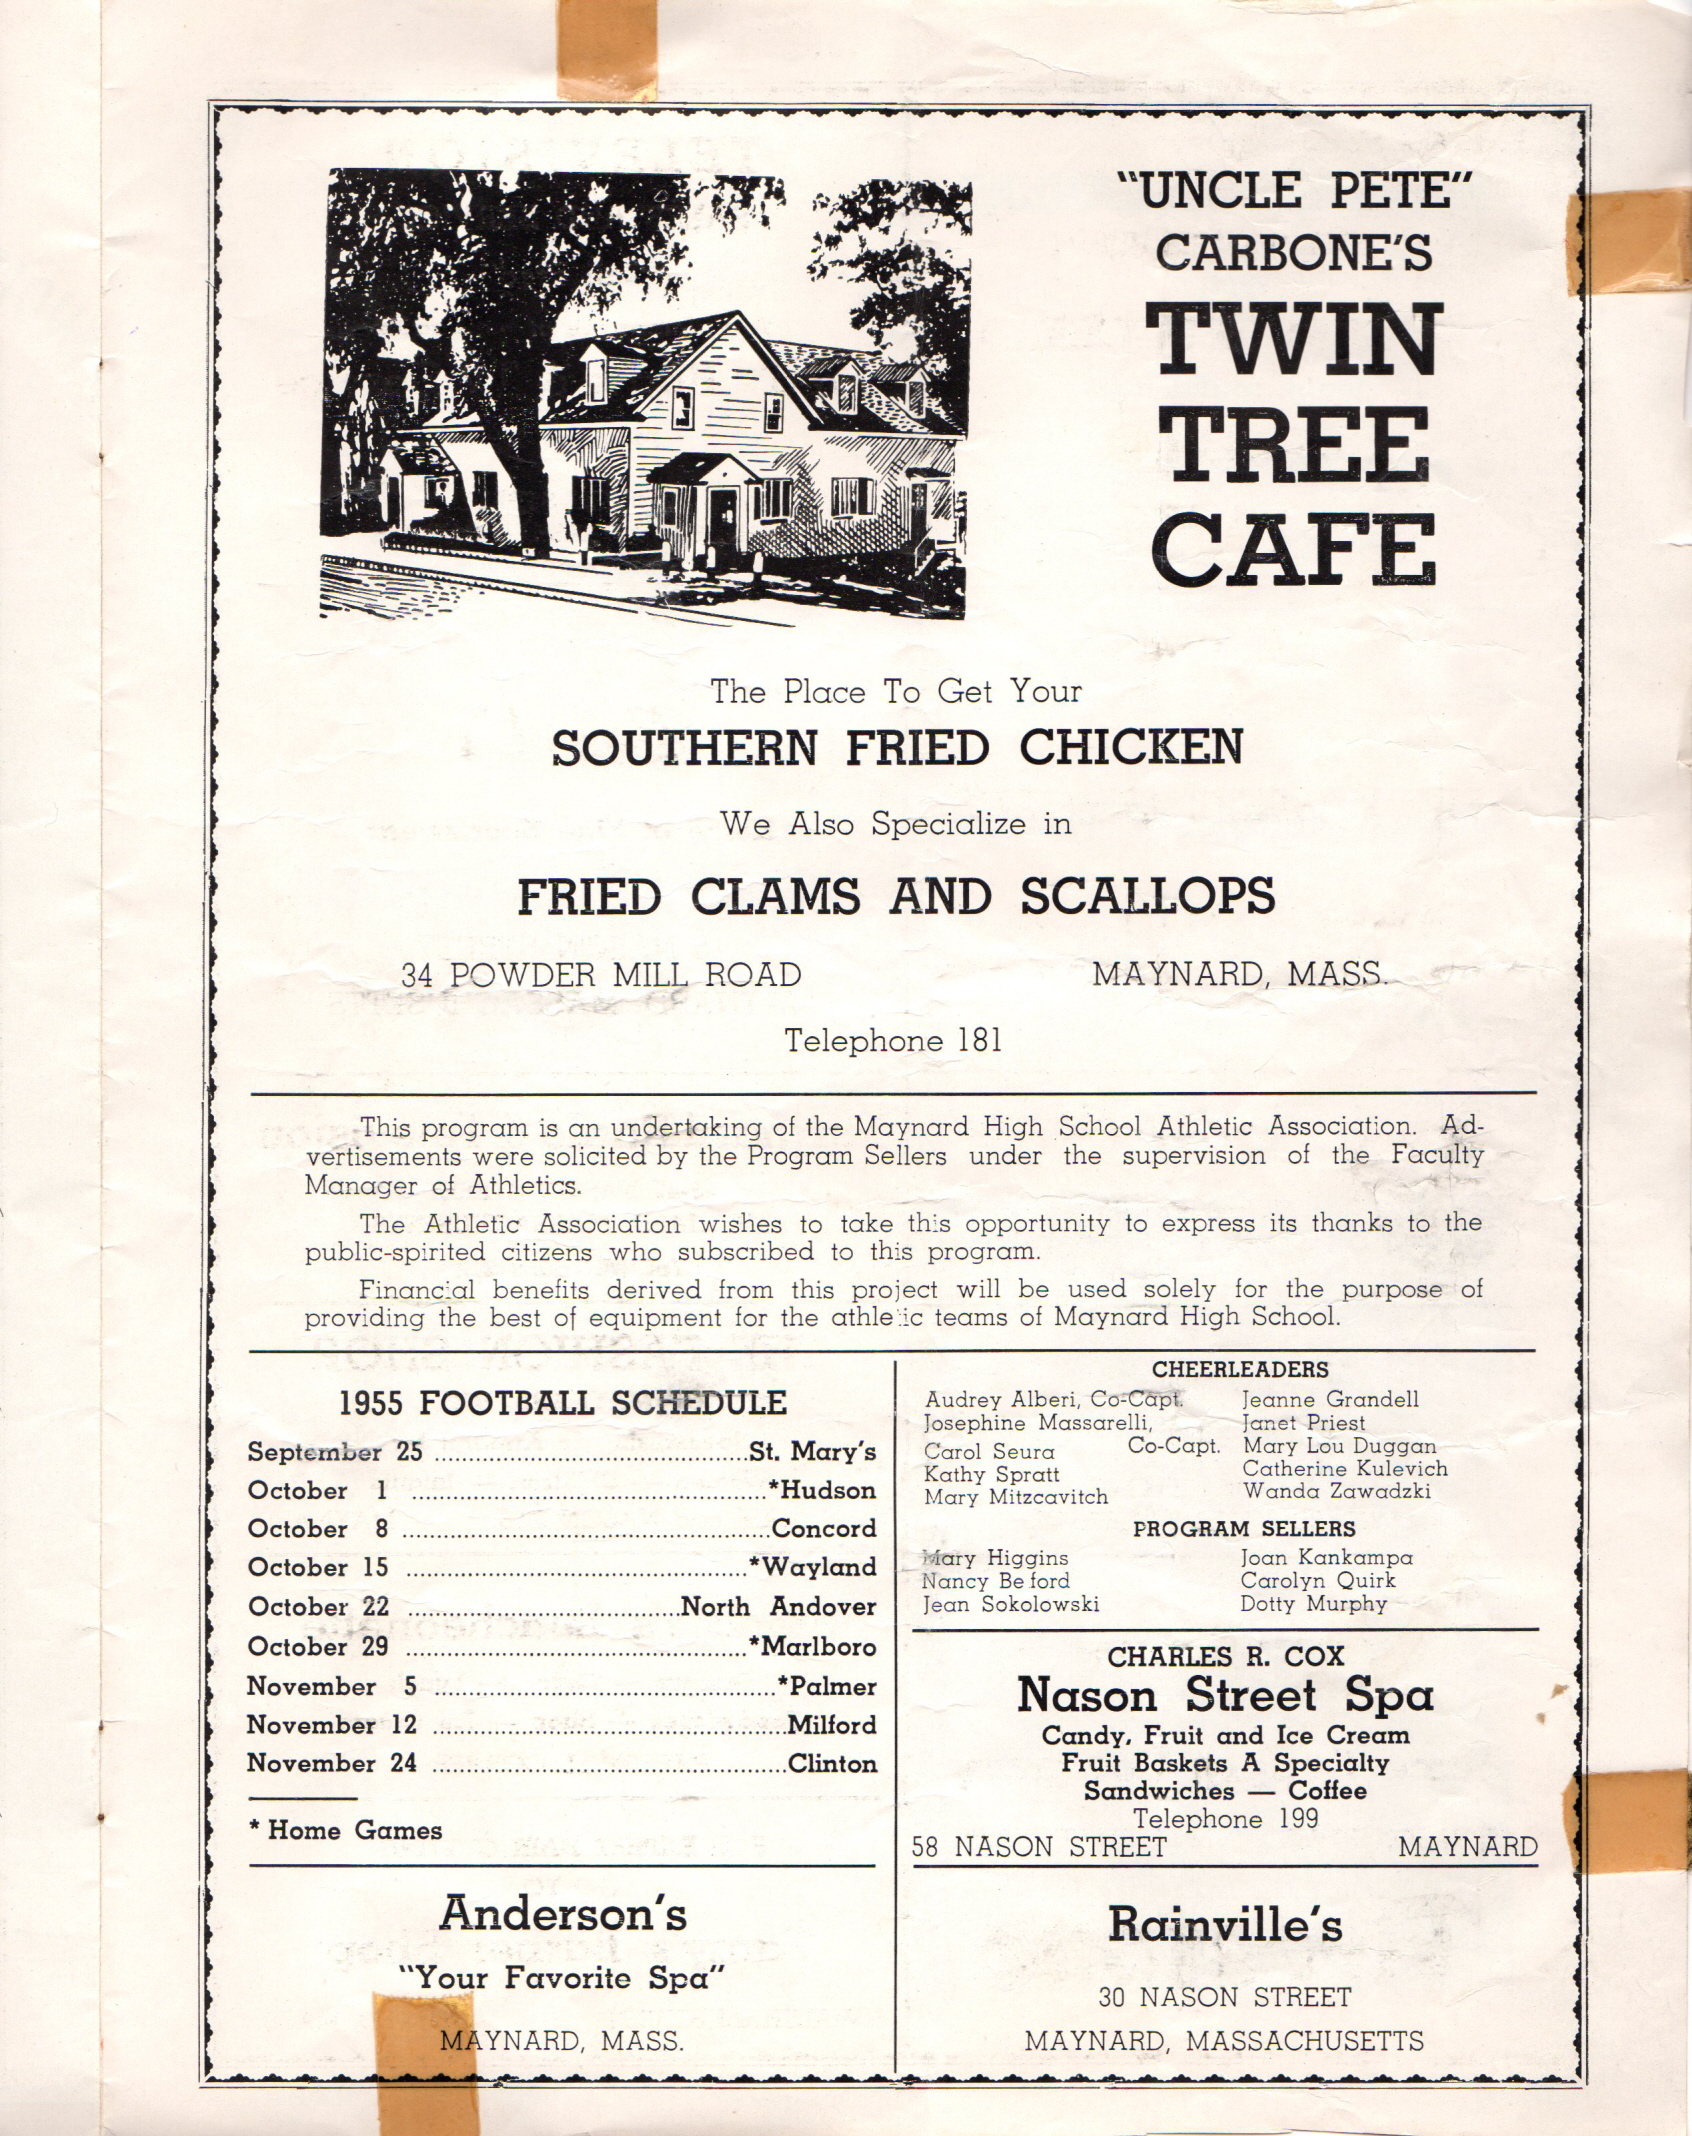 "UNCLE PETE"
CARBONE'S
TWIN
TREE
CAFE
The Place To Get Your
SOUTHERN FRIED CHICKEN
We Also Specialize in
FRIED CLAMS AND SCALLOPS
34 POWDER MILL ROAD MAYNARD, MASS.
Telephone 181
This program is an undertaking of the Maynard High School Athletic Association. Ad-
vertisements were solicited by the Program Sellers under the supervision of the Faculty
Manager of Athletics.
The Athletic Association wishes to take this opportunity to express its thanks to the
public-spirited citizens who subscribed to this program.
Financial benefits derived from this project will be used solely for the purpose of
providing the best of equipment for the athletic teams of Maynard High School.
1955 FOOTBALL SCHEDULE
September 25 ........ St. Mary's
October 1 ........ *Hudson
October 8 ........ Concord
October 15 ........ *Wayland
October 22 ........ North Andover
October 29 ........ *Marlboro
November 5 ........ *Palmer
November 12 ........ Milford
November 24 ........ Clinton
* Home Games
CHEERLEADERS
Audrey Alberi, Co-Capt.
Josephine Massarelli,
Co-Capt.
Carol Seura
Kathy Spratt
Mary Mitzcavitch
Jeanne Grandell
Janet Priest
Mary Lou Duggan
Catherine Kulevich
Wanda Zawadzki
PROGRAM SELLERS
Mary Higgins
Nancy Be ford
Jean Sokolowski
Joan Kankampa
Carolyn Quirk
Dotty Murphy
CHARLES R. COX
Nason Street Spa
Candy, Fruit and Ice Cream
Fruit Baskets A Specialty
Sandwiches — Coffee
Telephone 199
58 NASON STREET MAYNARD
Anderson's
"Your Favorite Spa"
MAYNARD, MASS.
Rainville's
30 NASON STREET
MAYNARD, MASSACHUSETTS